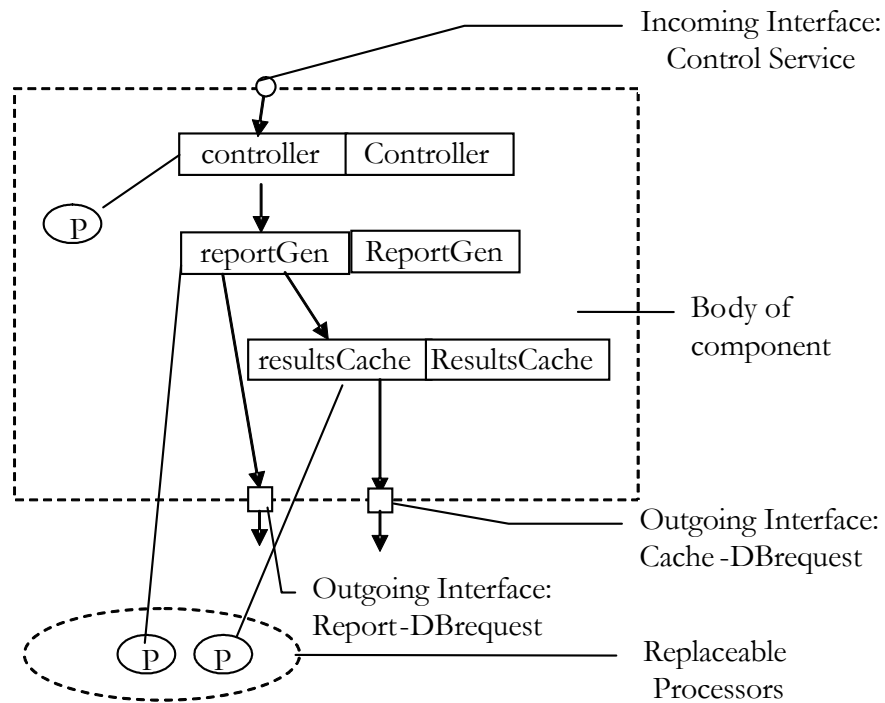 Incoming Interface:
Control Service
controller Controller
P
reportGen ReportGen
Body of
component
resultsCache ResultsCache
Outgoing Interface:
Cache-DBrequest
Outgoing Interface:
Report-DBrequest
P P
Replaceable
Processors